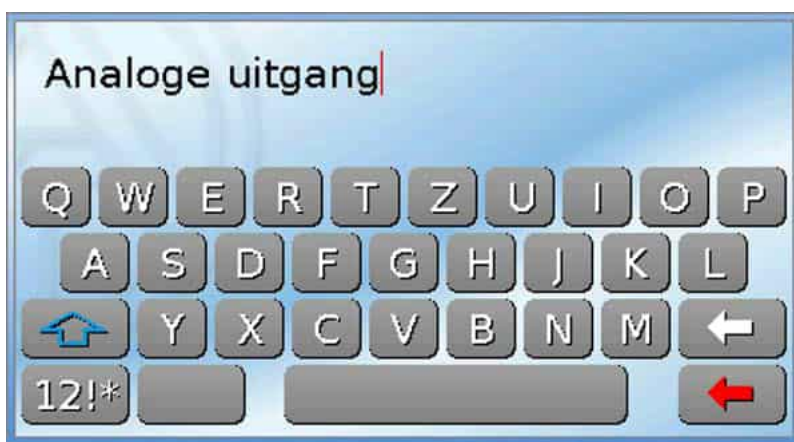 Analoge uitgang
Q W E R T Z U I O P
A S D F G H J K L
Y X C V B N M
12!*